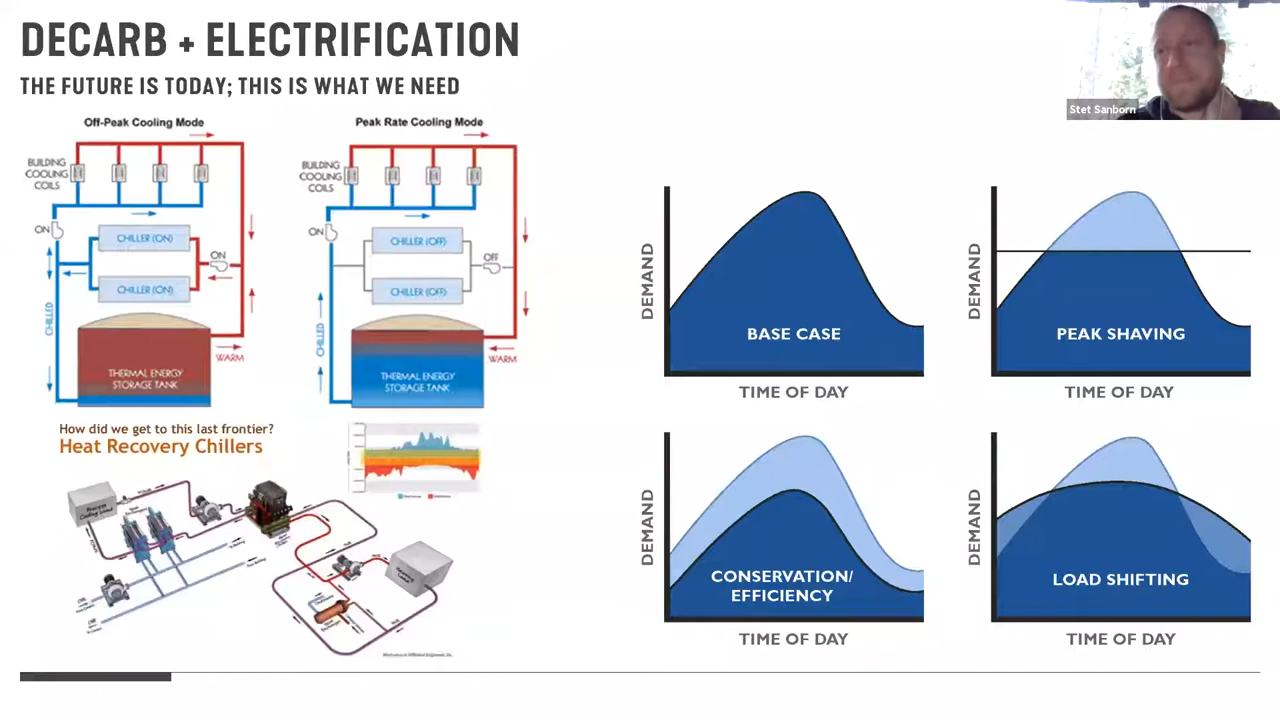 DECARB + ELECTRIFICATION
THE FUTURE IS TODAY; THIS IS WHAT WE NEED
Stet Sanborn
Off-Peak Cooling Mode
BUILDING
COOLING
COILS
ON
CHILLER (ON)
ON
CHILLER (ON)
CHILLED
WARM
THERMAL ENERGY
STORAGE TANK
Peak Rate Cooling Mode
BUILDING
COOLING
COILS
ON
CHILLER (OFF)
OFF
CHILLER (OFF)
CHILLED
WARM
THERMAL ENERGY
STORAGE TANK
How did we get to this last frontier?
Heat Recovery Chillers
Process
Cooling Load
DEMAND
BASE CASE
TIME OF DAY
DEMAND
PEAK SHAVING
TIME OF DAY
DEMAND
CONSERVATION/
EFFICIENCY
TIME OF DAY
DEMAND
LOAD SHIFTING
TIME OF DAY